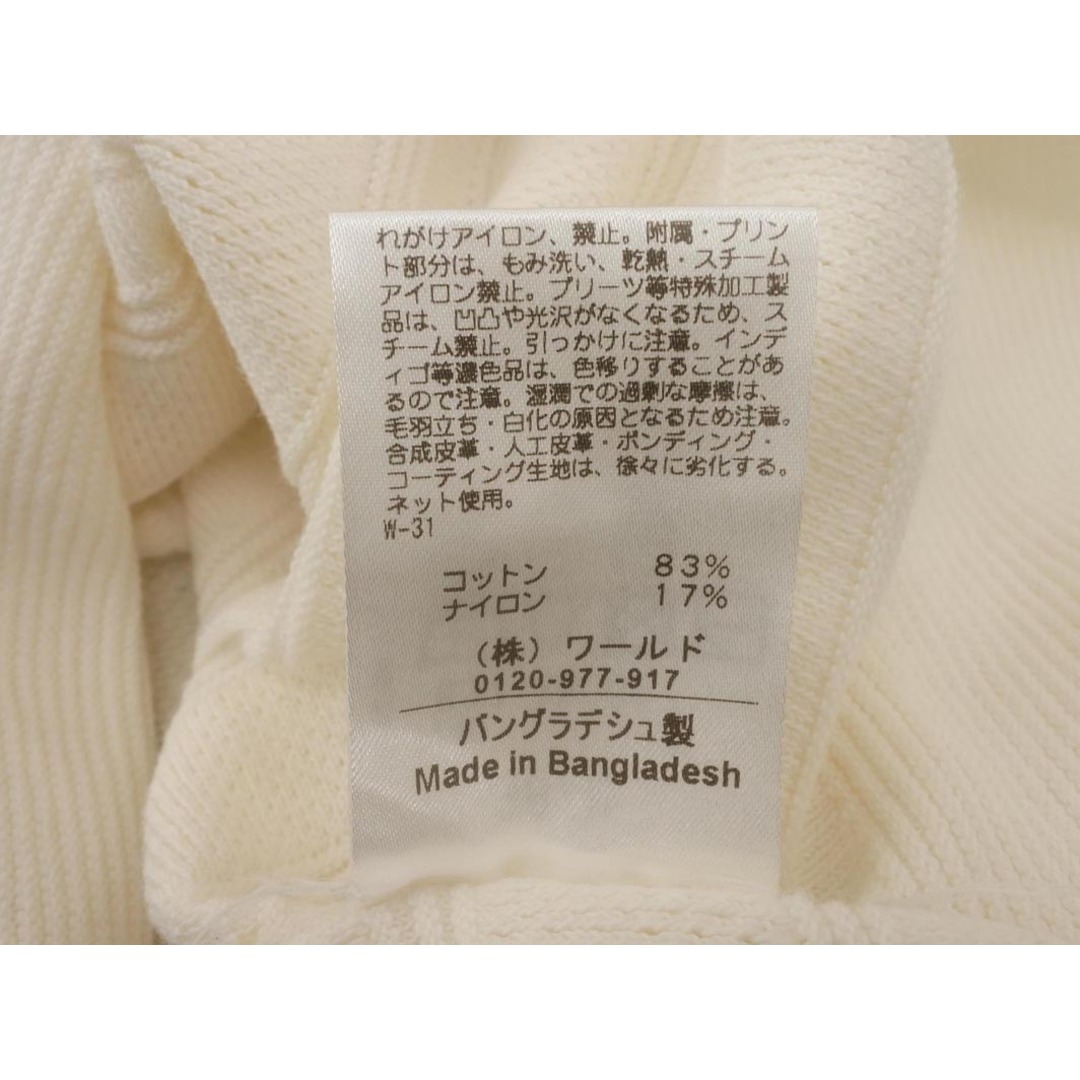 れがけアイロン、禁止。附属・プリン
ト部分は、もみ洗い、乾熱・スチーム
アイロン禁止。プリーツ等特殊加工製
品は、凹凸や光沢がなくなるため、ス
チーム禁止。引っかけに注意。インデ
ィゴ等濃色品は、色移りすることがあ
るので注意。湿潤での過剰な摩擦は、
毛羽立ち・白化の原因となるため注意。
合成皮革・人工皮革・ボンディング・
コーティング生地は、徐々に劣化する。
ネット使用。
W-31
コットン 83%
ナイロン 17%
(株) ワールド
0120-977-917
バングラデシュ製
Made in Bangladesh